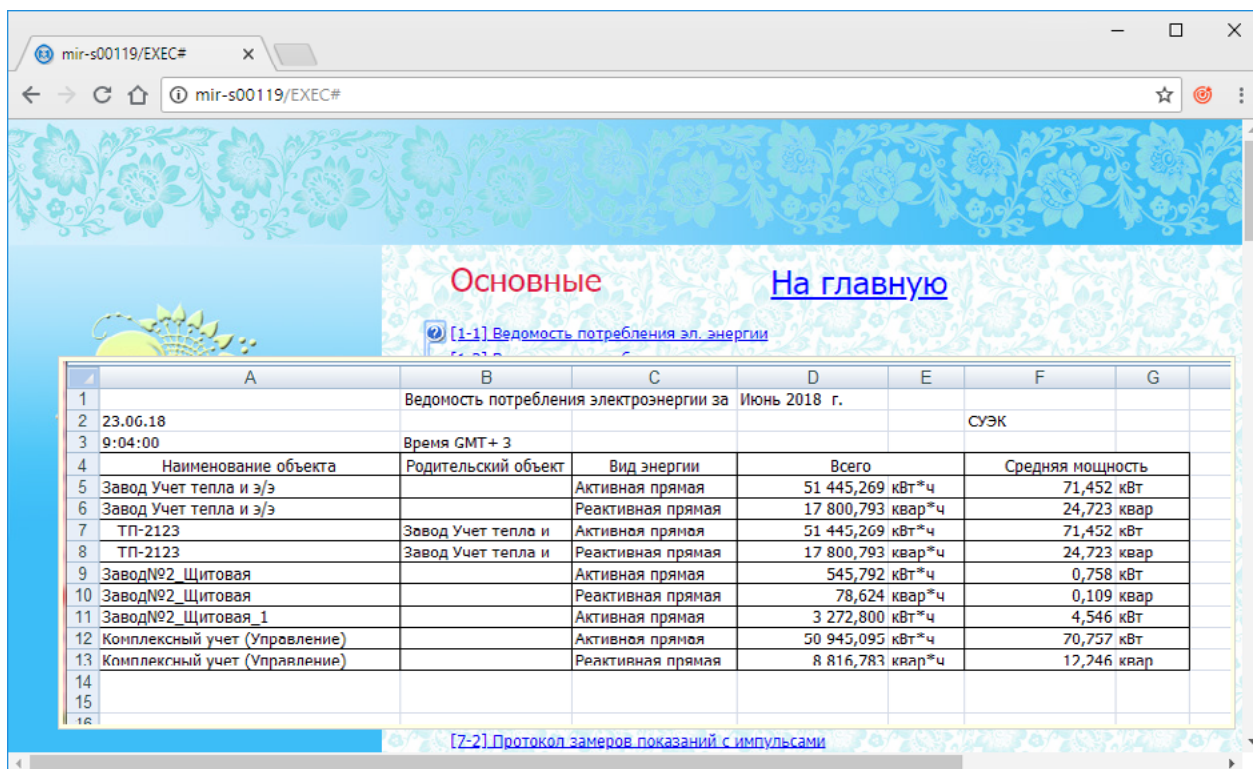 mir-s00119/EXEC#
mir-s00119/EXEC#
Основные На главную
[1-1] Ведомость потребления эл. энергии
A B C D E F G
1 Ведомость потребления электроэнергии за Июнь 2018 г.
2 23.06.18 СУЭК
3 9:04:00 Время GMT+ 3
4 Наименование объекта Родительский объект Вид энергии Всего Средняя мощность
5 Завод Учет тепла и э/э Активная прямая 51 445,269 кВт*ч 71,452 кВт
6 Завод Учет тепла и э/э Реактивная прямая 17 800,793 квар*ч 24,723 квар
7 ТП-2123 Завод Учет тепла и Активная прямая 51 445,269 кВт*ч 71,452 кВт
8 ТП-2123 Завод Учет тепла и Реактивная прямая 17 800,793 квар*ч 24,723 квар
9 Завод№2_Щитовая Активная прямая 545,792 кВт*ч 0,758 кВт
10 Завод№2_Щитовая Реактивная прямая 78,624 квар*ч 0,109 квар
11 Завод№2_Щитовая_1 Активная прямая 3 272,800 кВт*ч 4,546 кВт
12 Комплексный учет (Управление) Активная прямая 50 945,095 кВт*ч 70,757 кВт
13 Комплексный учет (Управление) Реактивная прямая 8 816,783 квар*ч 12,246 квар
14
15
16
[7-2] Протокол замеров показаний с импульсами